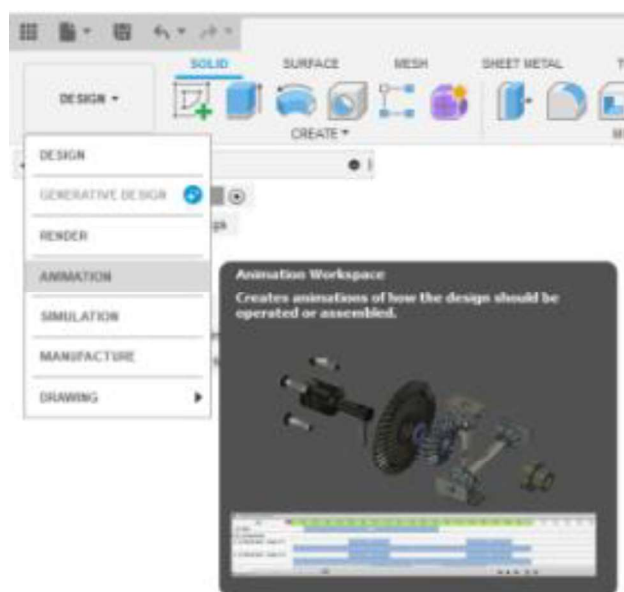 SOLID SURFACE MESH SHEET METAL
DESIGN
CREATE
DESIGN
GENERATIVE DESIGN
RENDER
ANIMATION
SIMULATION
MANUFACTURE
DRAWING
Animation Workspace
Creates animations of how the design should be
operated or assembled.